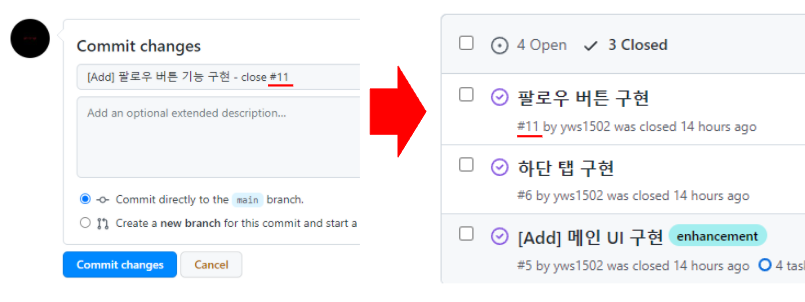 Commit changes
[Add] 팔로우 버튼 기능 구현 - close #11
Add an optional extended description...
Commit directly to the main branch.
Create a new branch for this commit and start a
Commit changes
Cancel
4 Open
3 Closed
팔로우 버튼 구현
#11 by yws1502 was closed 14 hours ago
하단 탭 구현
#6 by yws1502 was closed 14 hours ago
[Add] 메인 UI 구현 enhancement
#5 by yws1502 was closed 14 hours ago 4 tas